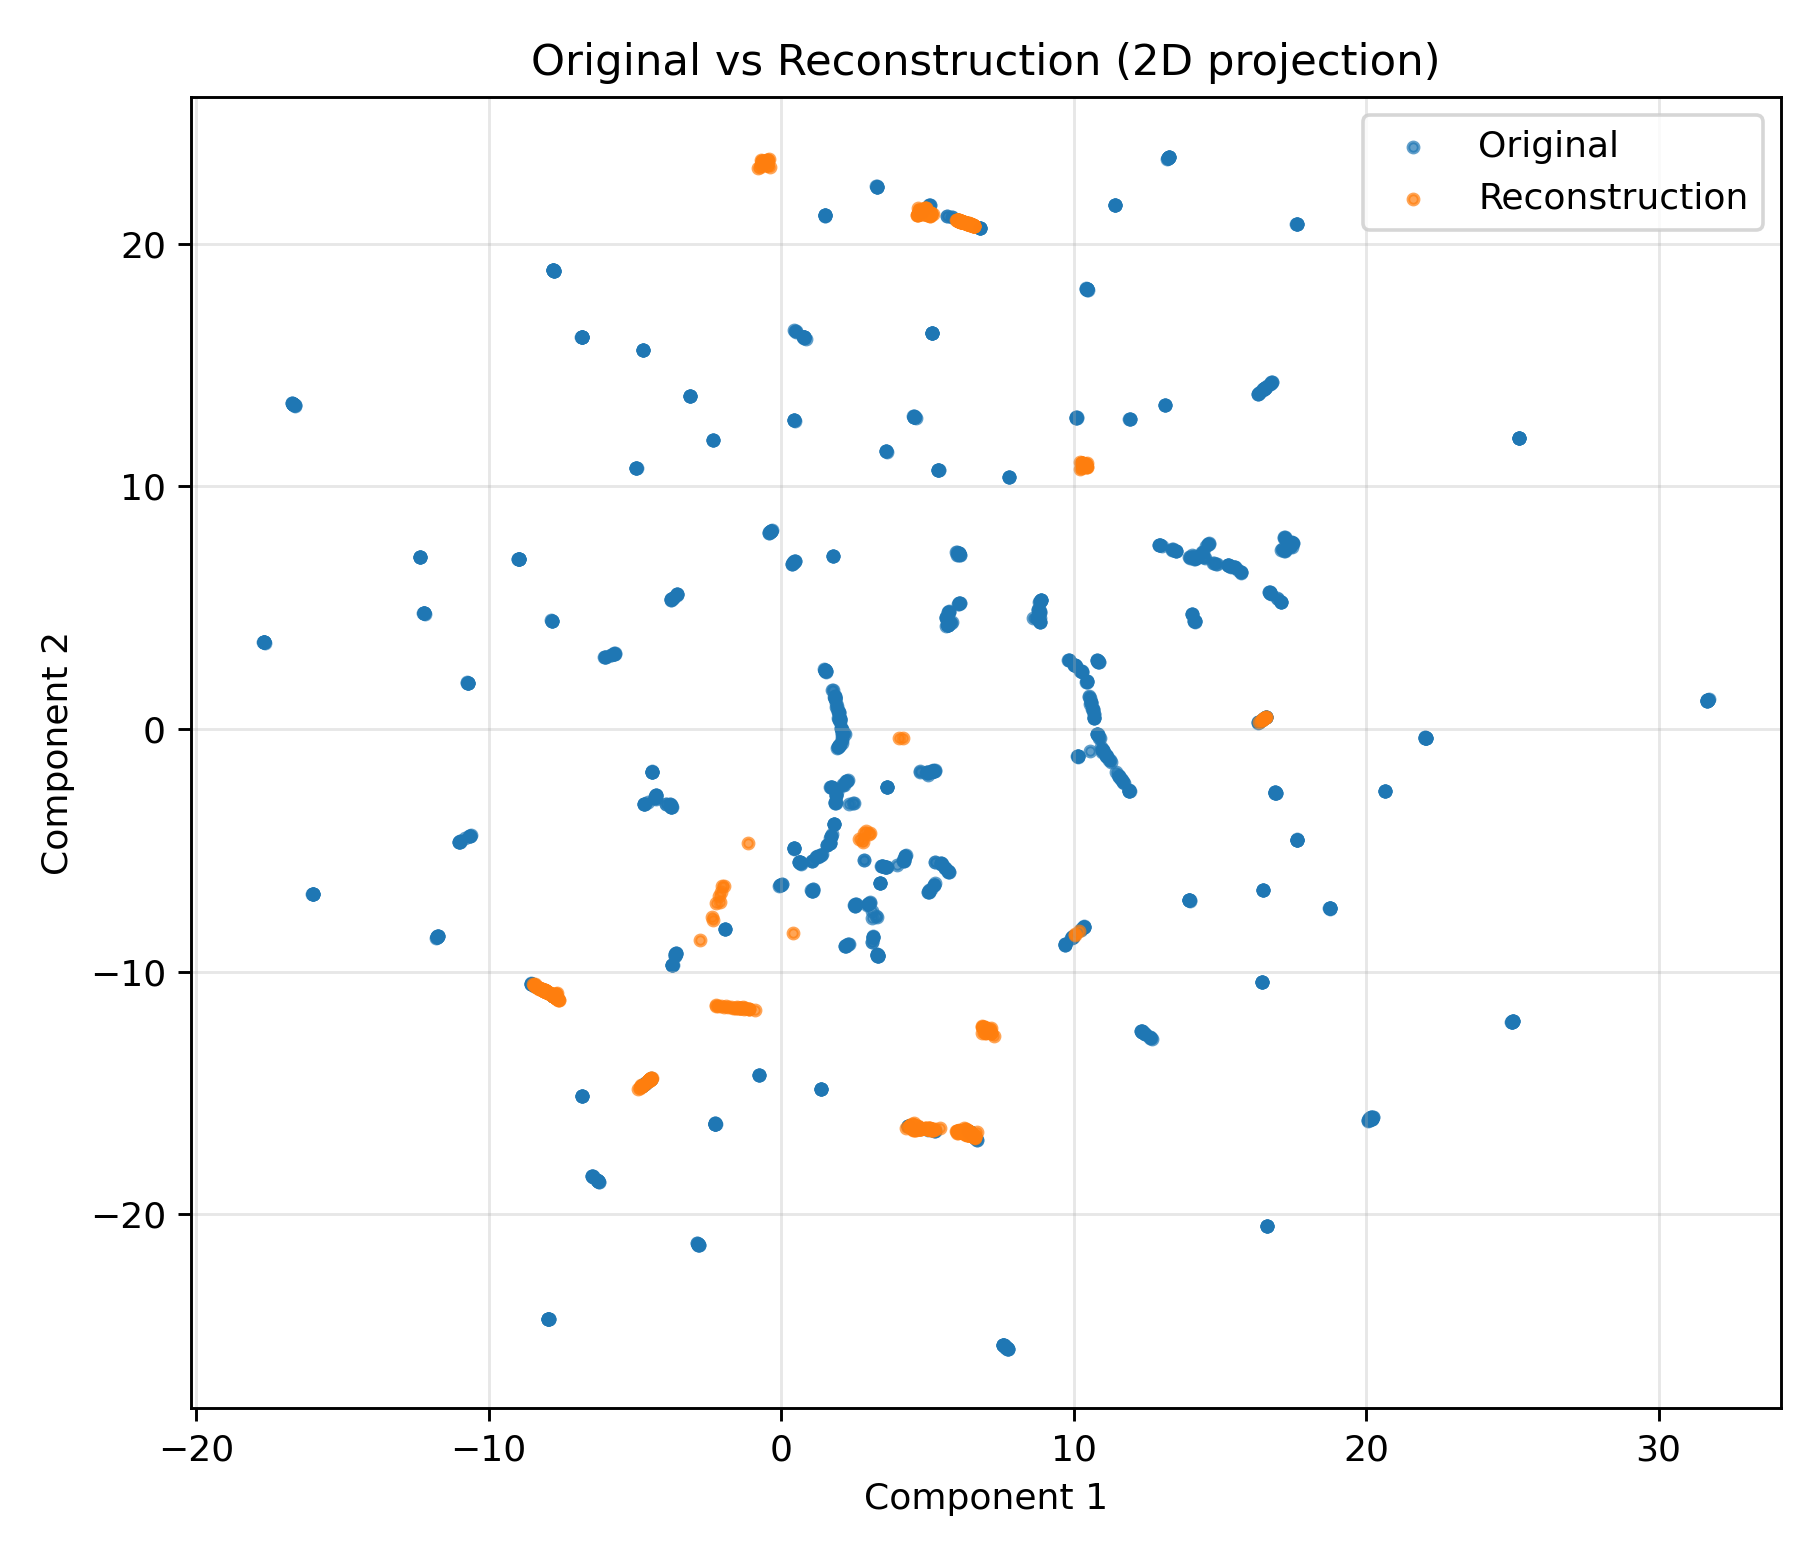 Original vs Reconstruction (2D projection)
Original
Reconstruction
Component 2
20
10
0
−10
−20
−20
−10
0
10
20
30
Component 1